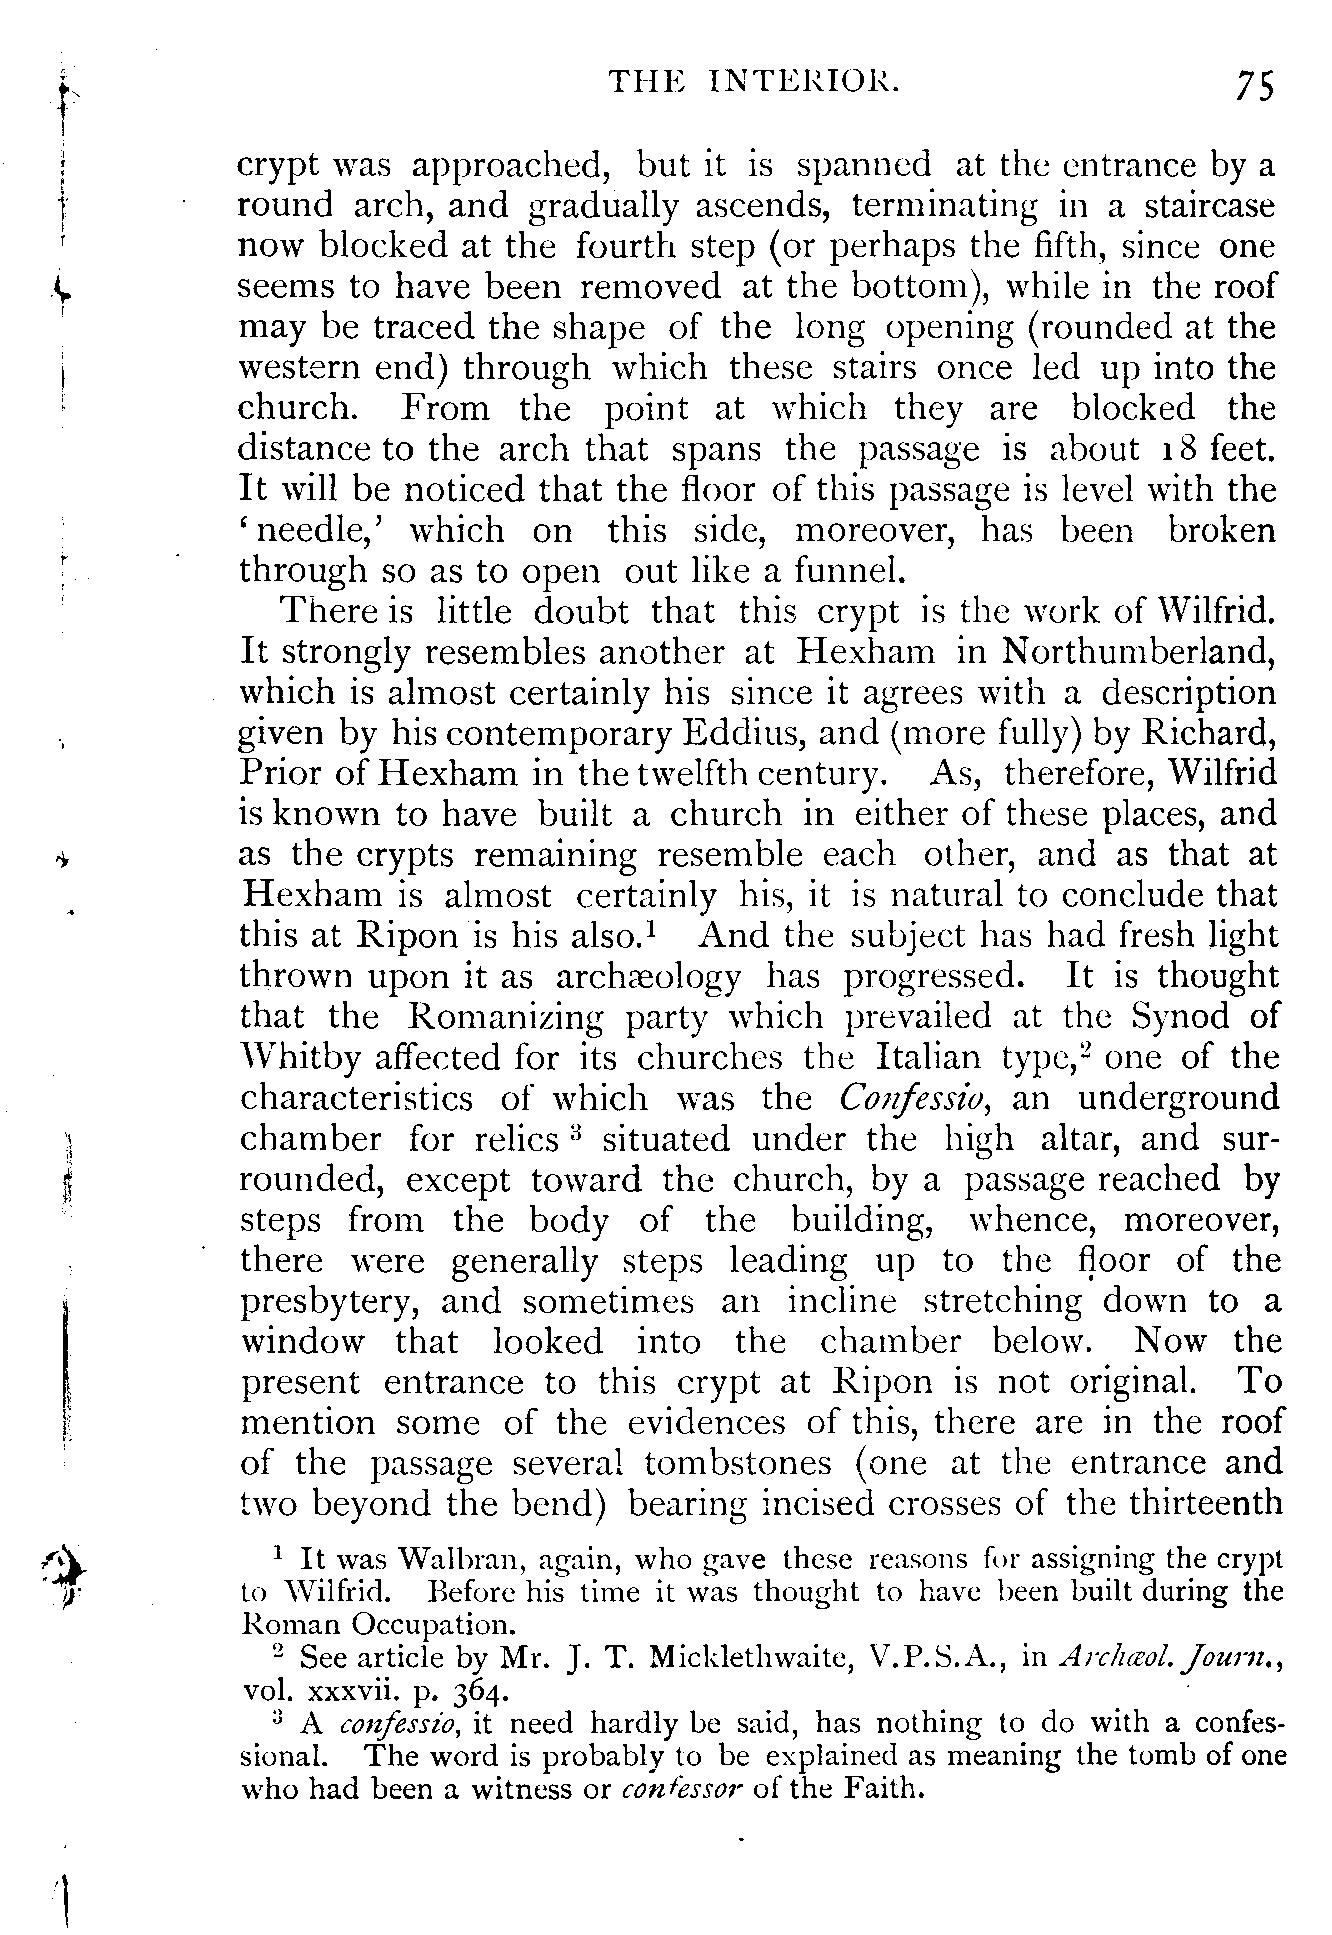 THE INTERIOR. 75
crypt was approached, but it is spanned at the entrance by a
round arch, and gradually ascends, terminating in a staircase
now blocked at the fourth step (or perhaps the fifth, since one
seems to have been removed at the bottom), while in the roof
may be traced the shape of the long opening (rounded at the
western end) through which these stairs once led up into the
church. From the point at which they are blocked the
distance to the arch that spans the passage is about 18 feet.
It will be noticed that the floor of this passage is level with the
‘needle,’ which on this side, moreover, has been broken
through so as to open out like a funnel.
There is little doubt that this crypt is the work of Wilfrid.
It strongly resembles another at Hexham in Northumberland,
which is almost certainly his since it agrees with a description
given by his contemporary Eddius, and (more fully) by Richard,
Prior of Hexham in the twelfth century. As, therefore, Wilfrid
is known to have built a church in either of these places, and
as the crypts remaining resemble each other, and as that at
Hexham is almost certainly his, it is natural to conclude that
this at Ripon is his also.¹ And the subject has had fresh light
thrown upon it as archæology has progressed. It is thought
that the Romanizing party which prevailed at the Synod of
Whitby affected for its churches the Italian type,² one of the
characteristics of which was the Confessio, an underground
chamber for relics ³ situated under the high altar, and sur-
rounded, except toward the church, by a passage reached by
steps from the body of the building, whence, moreover,
there were generally steps leading up to the floor of the
presbytery, and sometimes an incline stretching down to a
window that looked into the chamber below. Now the
present entrance to this crypt at Ripon is not original. To
mention some of the evidences of this, there are in the roof
of the passage several tombstones (one at the entrance and
two beyond the bend) bearing incised crosses of the thirteenth
¹ It was Walbran, again, who gave these reasons for assigning the crypt
to Wilfrid. Before his time it was thought to have been built during the
Roman Occupation.
² See article by Mr. J. T. Micklethwaite, V.P.S.A., in Archæol. Journ.,
vol. xxxvii. p. 364.
³ A confessio, it need hardly be said, has nothing to do with a confes-
sional. The word is probably to be explained as meaning the tomb of one
who had been a witness or confessor of the Faith.